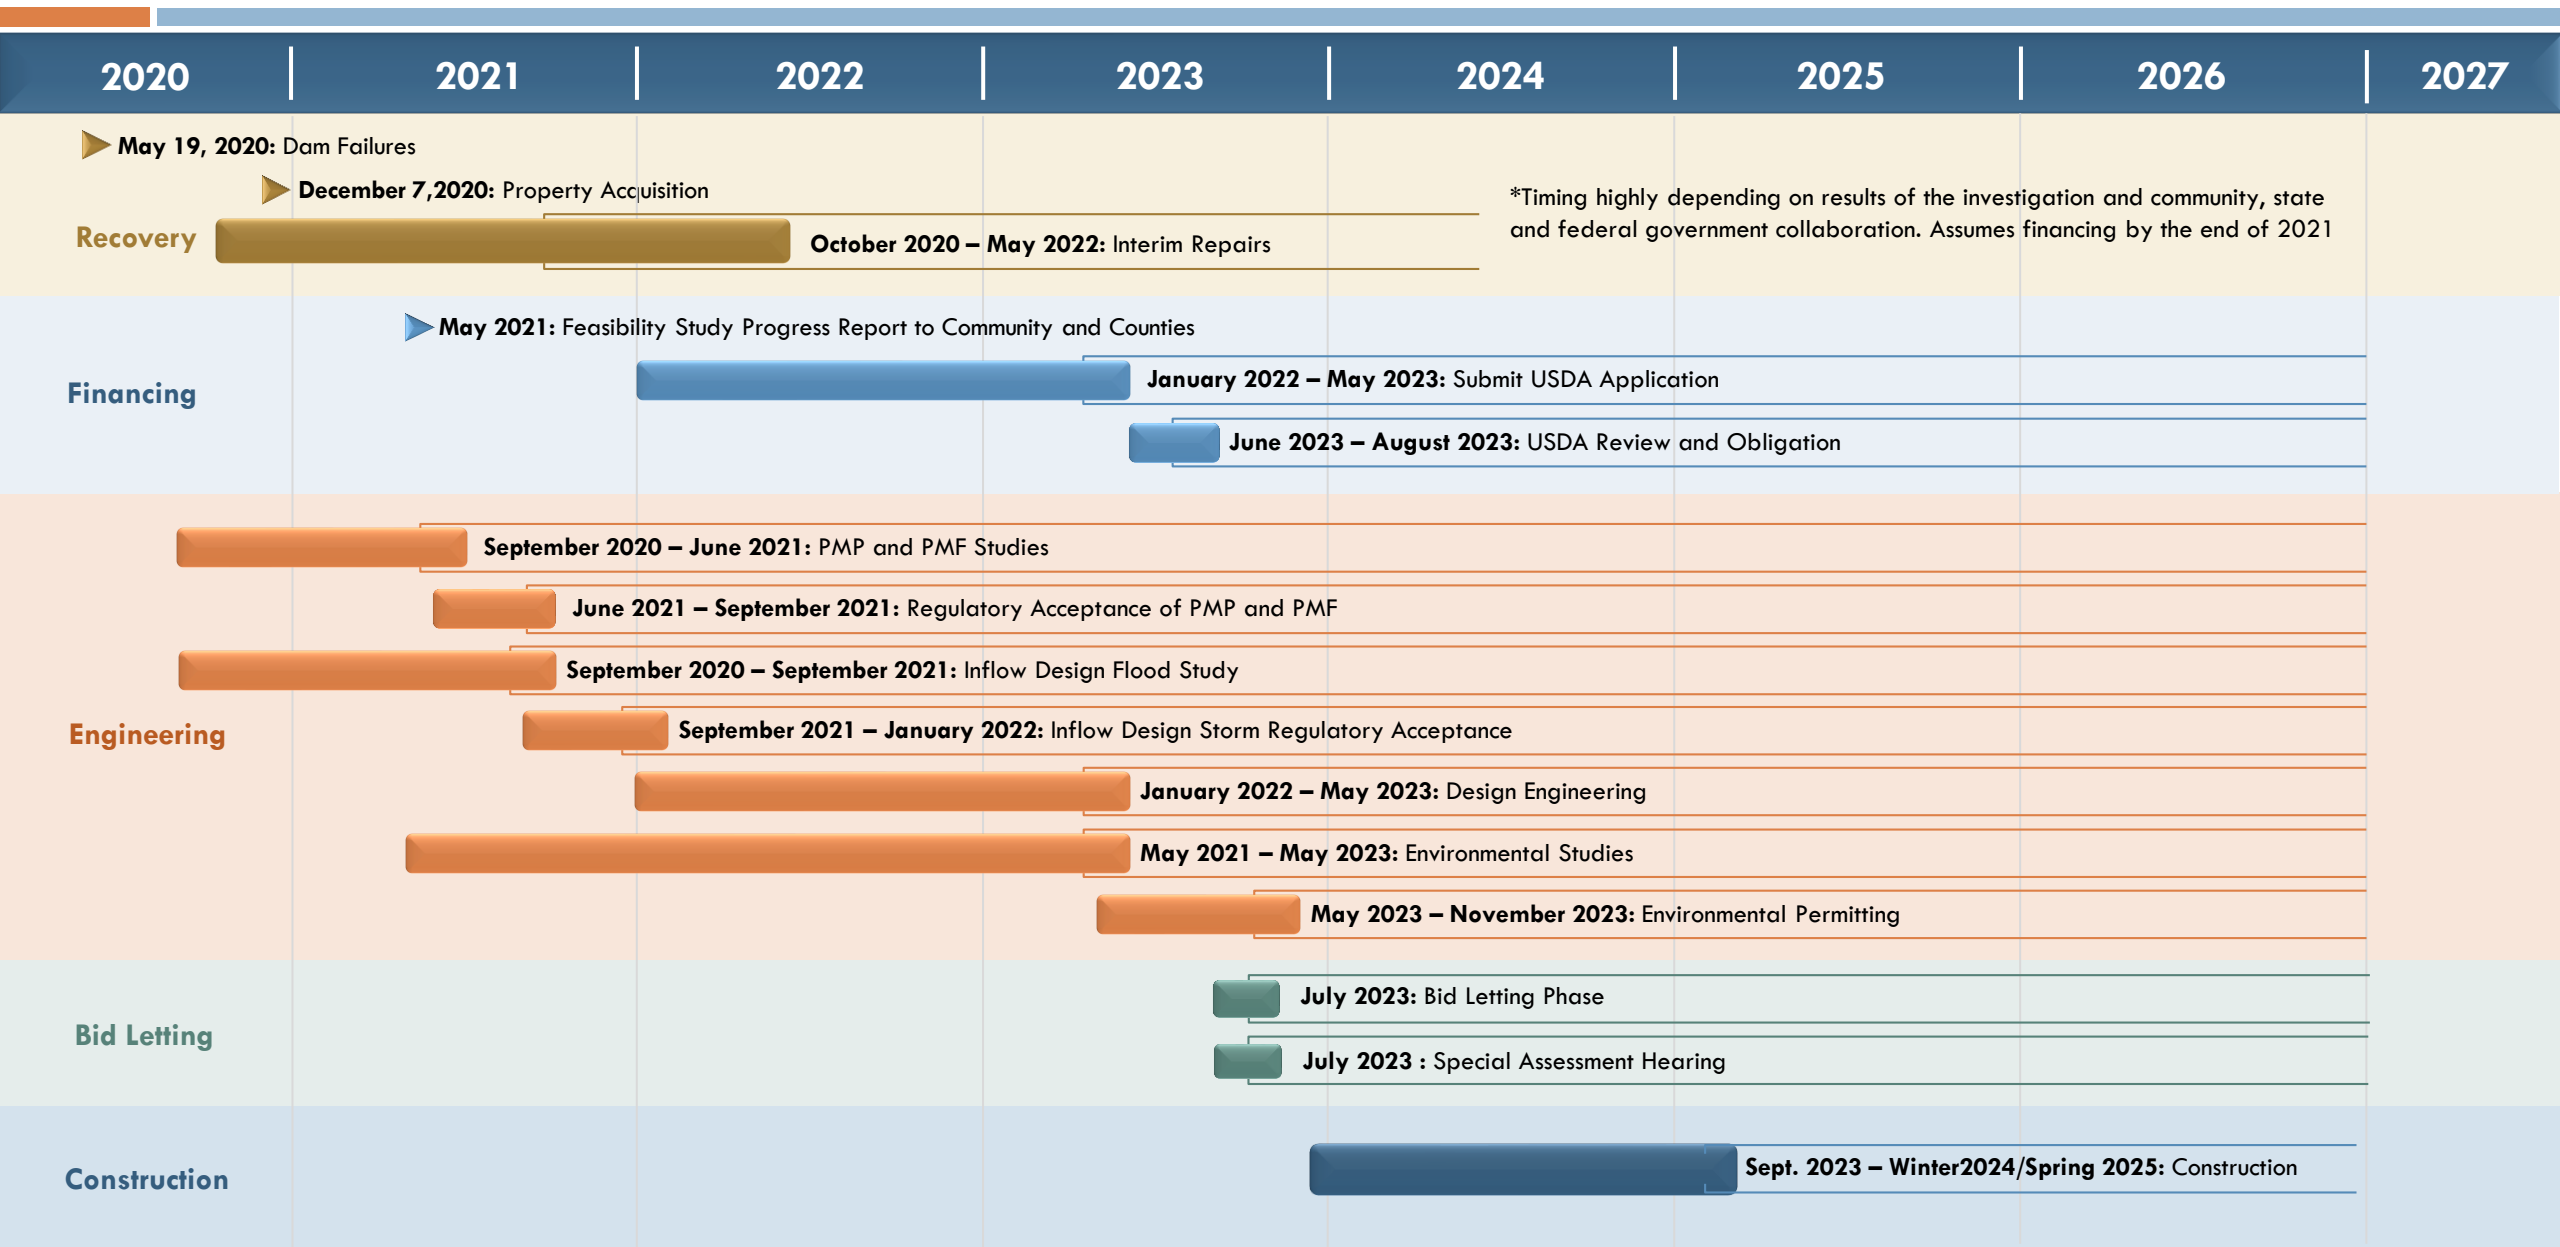 2020 2021 2022 2023 2024 2025 2026 2027
May 19, 2020: Dam Failures
December 7,2020: Property Acquisition
*Timing highly depending on results of the investigation and community, state
and federal government collaboration. Assumes financing by the end of 2021
Recovery
October 2020 – May 2022: Interim Repairs
May 2021: Feasibility Study Progress Report to Community and Counties
Financing
January 2022 – May 2023: Submit USDA Application
June 2023 – August 2023: USDA Review and Obligation
September 2020 – June 2021: PMP and PMF Studies
June 2021 – September 2021: Regulatory Acceptance of PMP and PMF
September 2020 – September 2021: Inflow Design Flood Study
Engineering
September 2021 – January 2022: Inflow Design Storm Regulatory Acceptance
January 2022 – May 2023: Design Engineering
May 2021 – May 2023: Environmental Studies
May 2023 – November 2023: Environmental Permitting
July 2023: Bid Letting Phase
Bid Letting
July 2023 : Special Assessment Hearing
Construction
Sept. 2023 – Winter2024/Spring 2025: Construction